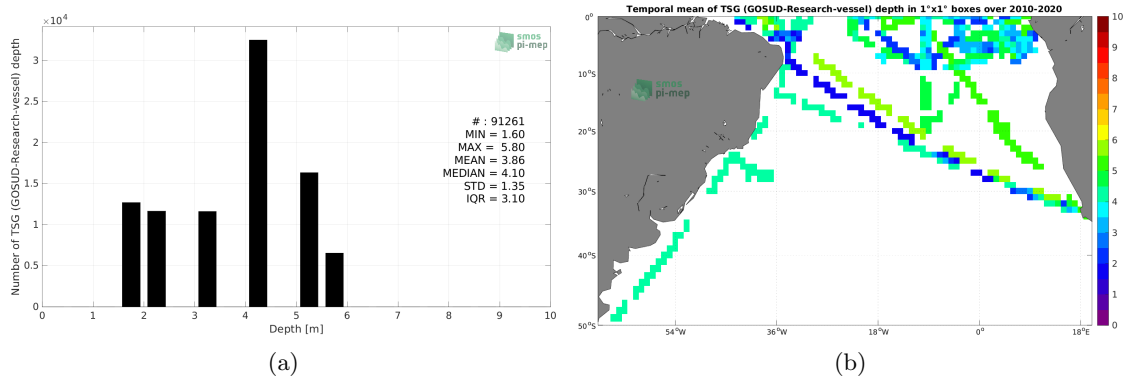 ×10⁴
3
2.5
2
1.5
1
0.5
0
Number of TSG (GOSUD-Research-vessel) depth
smos
pi-mep
# : 91261
MIN = 1.60
MAX = 5.80
MEAN = 3.86
MEDIAN = 4.10
STD = 1.35
IQR = 3.10
0 1 2 3 4 5 6 7 8 9 10
Depth [m]
(a)
Temporal mean of TSG (GOSUD-Research-vessel) depth in 1°x1° boxes over 2010-2020
0°
10°S
20°S
30°S
40°S
50°S
smos
pi-mep
54°W 36°W 18°W 0° 18°E
10
9
8
7
6
5
4
3
2
1
0
(b)